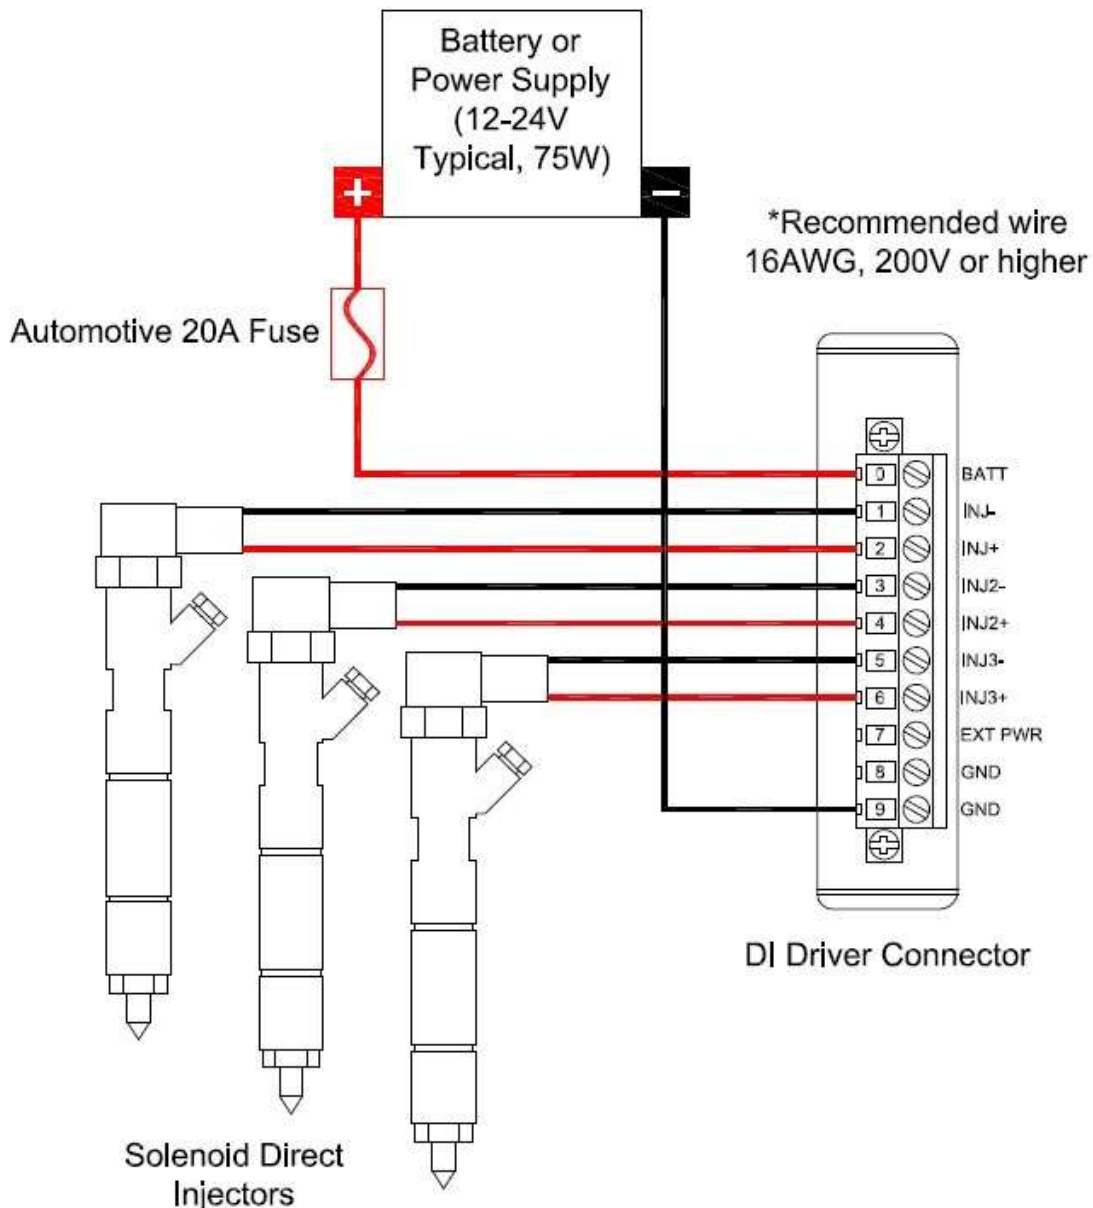 Battery or
Power Supply
(12-24V
Typical, 75W)
+
−
*Recommended wire
16AWG, 200V or higher
Automotive 20A Fuse
0 BATT
1 INJ-
2 INJ+
3 INJ2-
4 INJ2+
5 INJ3-
6 INJ3+
7 EXT PWR
8 GND
9 GND
DI Driver Connector
Solenoid Direct
Injectors